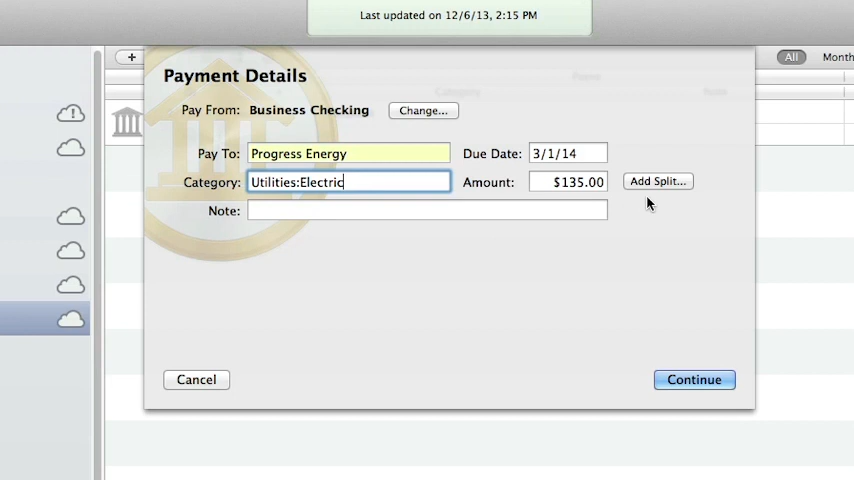 Last updated on 12/6/13, 2:15 PM
+
All Month
Payment Details
Pay From: Business Checking Change...
Pay To: Progress Energy Due Date: 3/1/14
Category: Utilities:Electric Amount: $135.00 Add Split...
Note:
Cancel Continue